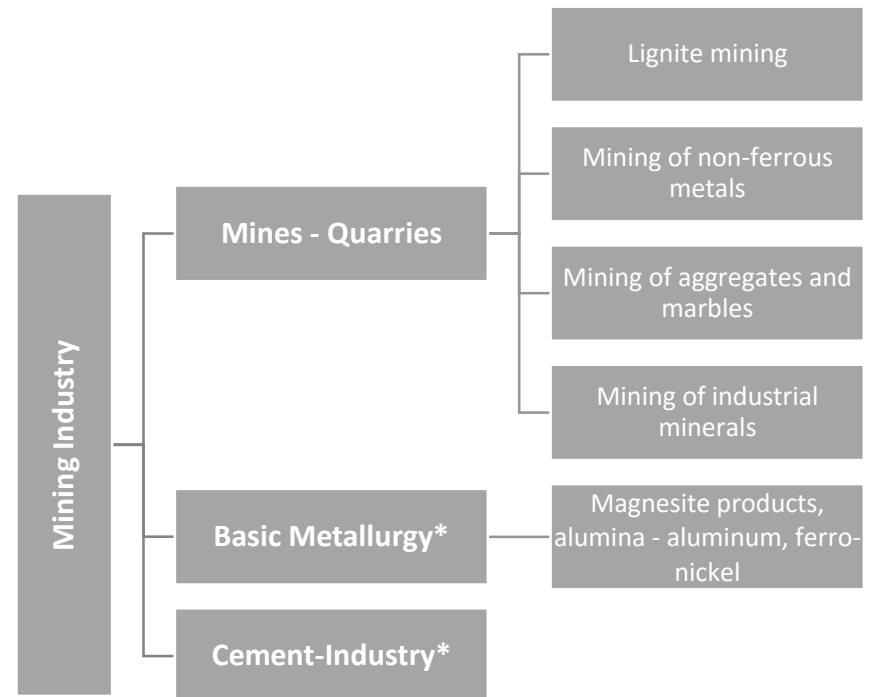 Mining Industry
Mines - Quarries
Lignite mining
Mining of non-ferrous
metals
Mining of aggregates and
marbles
Mining of industrial
minerals
Basic Metallurgy*
Magnesite products,
alumina - aluminum, ferro-
nickel
Cement-Industry*